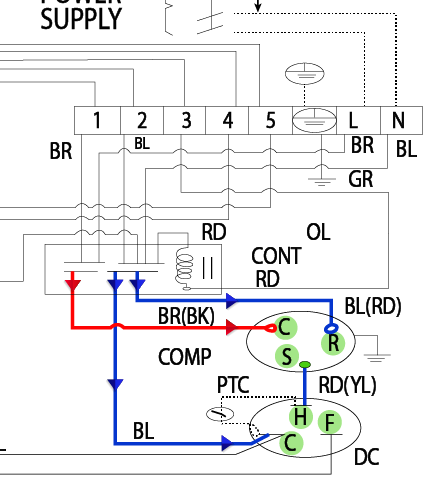 POWER
SUPPLY
1 2 3 4 5 L N
BR BL BR BL
GR
RD OL
CONT
RD
BL(RD)
BR(BK)
C R
COMP S
PTC RD(YL)
H F
BL C
DC